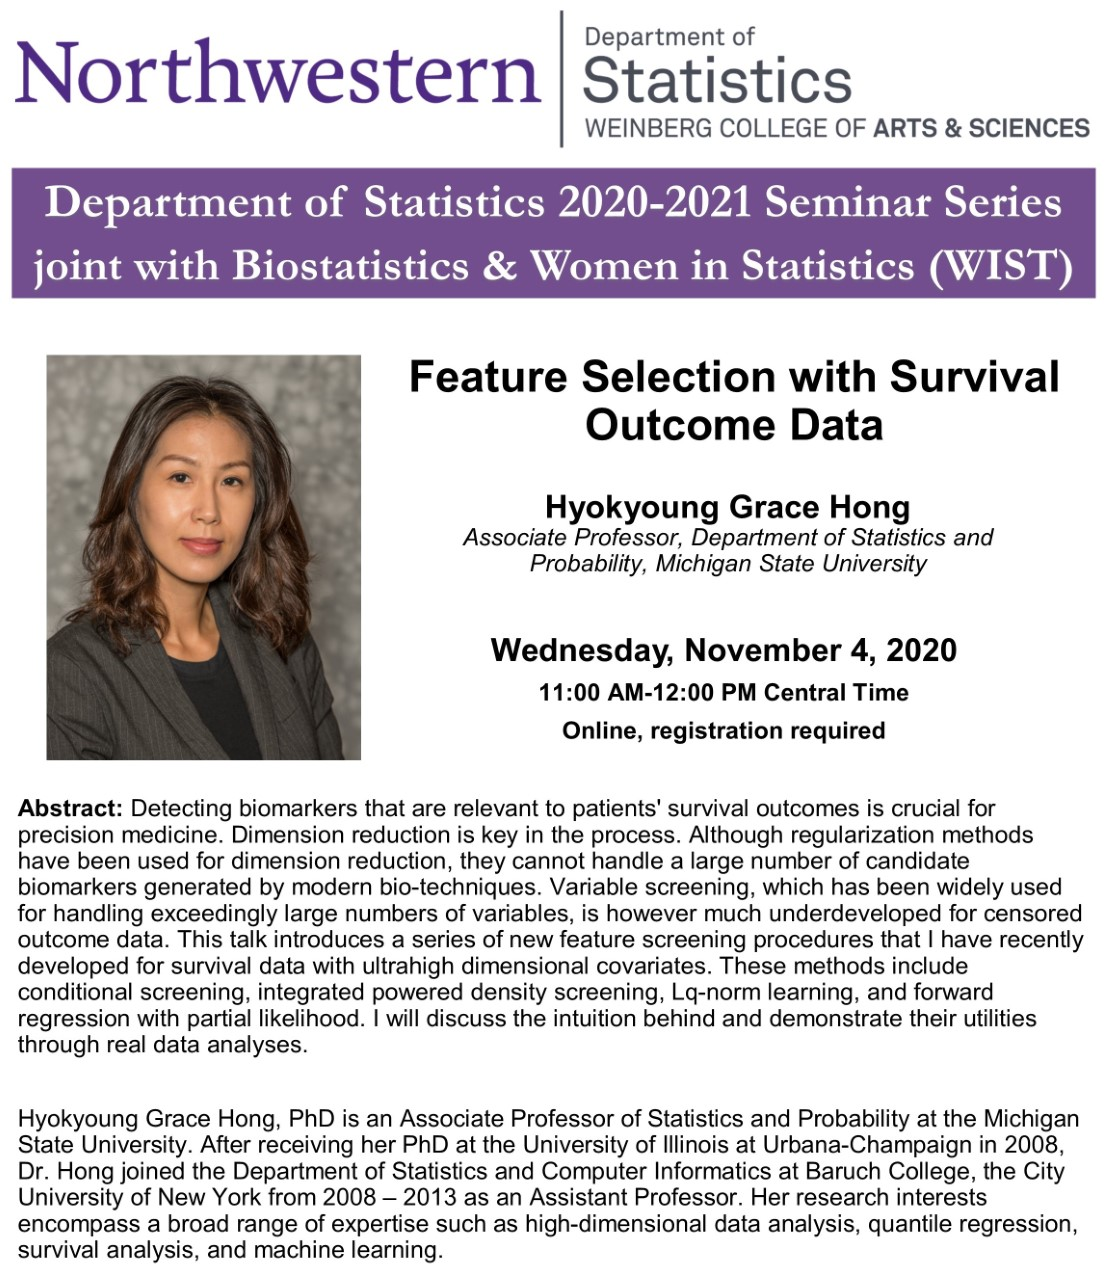 Northwestern
Department of
Statistics
WEINBERG COLLEGE OF ARTS & SCIENCES
Department of Statistics 2020-2021 Seminar Series
joint with Biostatistics & Women in Statistics (WIST)
Feature Selection with Survival
Outcome Data
Hyokyoung Grace Hong
Associate Professor, Department of Statistics and
Probability, Michigan State University
Wednesday, November 4, 2020
11:00 AM-12:00 PM Central Time
Online, registration required
Abstract: Detecting biomarkers that are relevant to patients' survival outcomes is crucial for
precision medicine. Dimension reduction is key in the process. Although regularization methods
have been used for dimension reduction, they cannot handle a large number of candidate
biomarkers generated by modern bio-techniques. Variable screening, which has been widely used
for handling exceedingly large numbers of variables, is however much underdeveloped for censored
outcome data. This talk introduces a series of new feature screening procedures that I have recently
developed for survival data with ultrahigh dimensional covariates. These methods include
conditional screening, integrated powered density screening, Lq-norm learning, and forward
regression with partial likelihood. I will discuss the intuition behind and demonstrate their utilities
through real data analyses.
Hyokyoung Grace Hong, PhD is an Associate Professor of Statistics and Probability at the Michigan
State University. After receiving her PhD at the University of Illinois at Urbana-Champaign in 2008,
Dr. Hong joined the Department of Statistics and Computer Informatics at Baruch College, the City
University of New York from 2008 – 2013 as an Assistant Professor. Her research interests
encompass a broad range of expertise such as high-dimensional data analysis, quantile regression,
survival analysis, and machine learning.